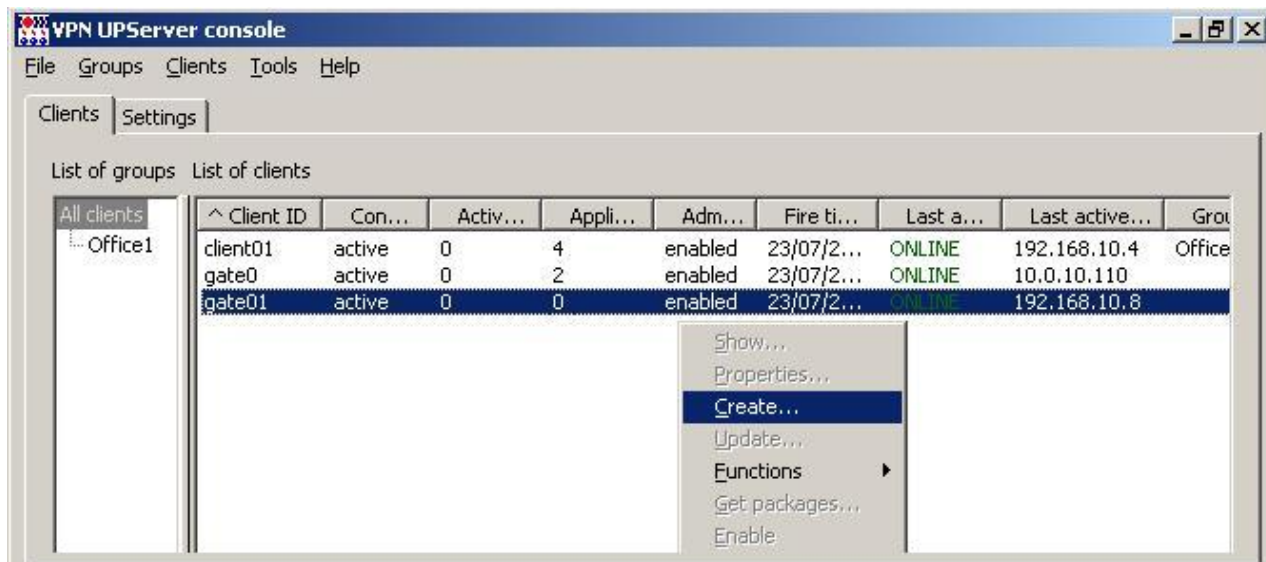 VPN UPServer console
File Groups Clients Tools Help
Clients Settings
List of groups List of clients
All clients
Office1
^ Client ID Con... Activ... Appli... Adm... Fire ti... Last a... Last active... Grou
client01 active 0 4 enabled 23/07/2... ONLINE 192.168.10.4 Office
gate0 active 0 2 enabled 23/07/2... ONLINE 10.0.10.110
gate01 active 0 0 enabled 23/07/2... ONLINE 192.168.10.8
Show...
Properties...
Create...
Update...
Functions
Get packages...
Enable